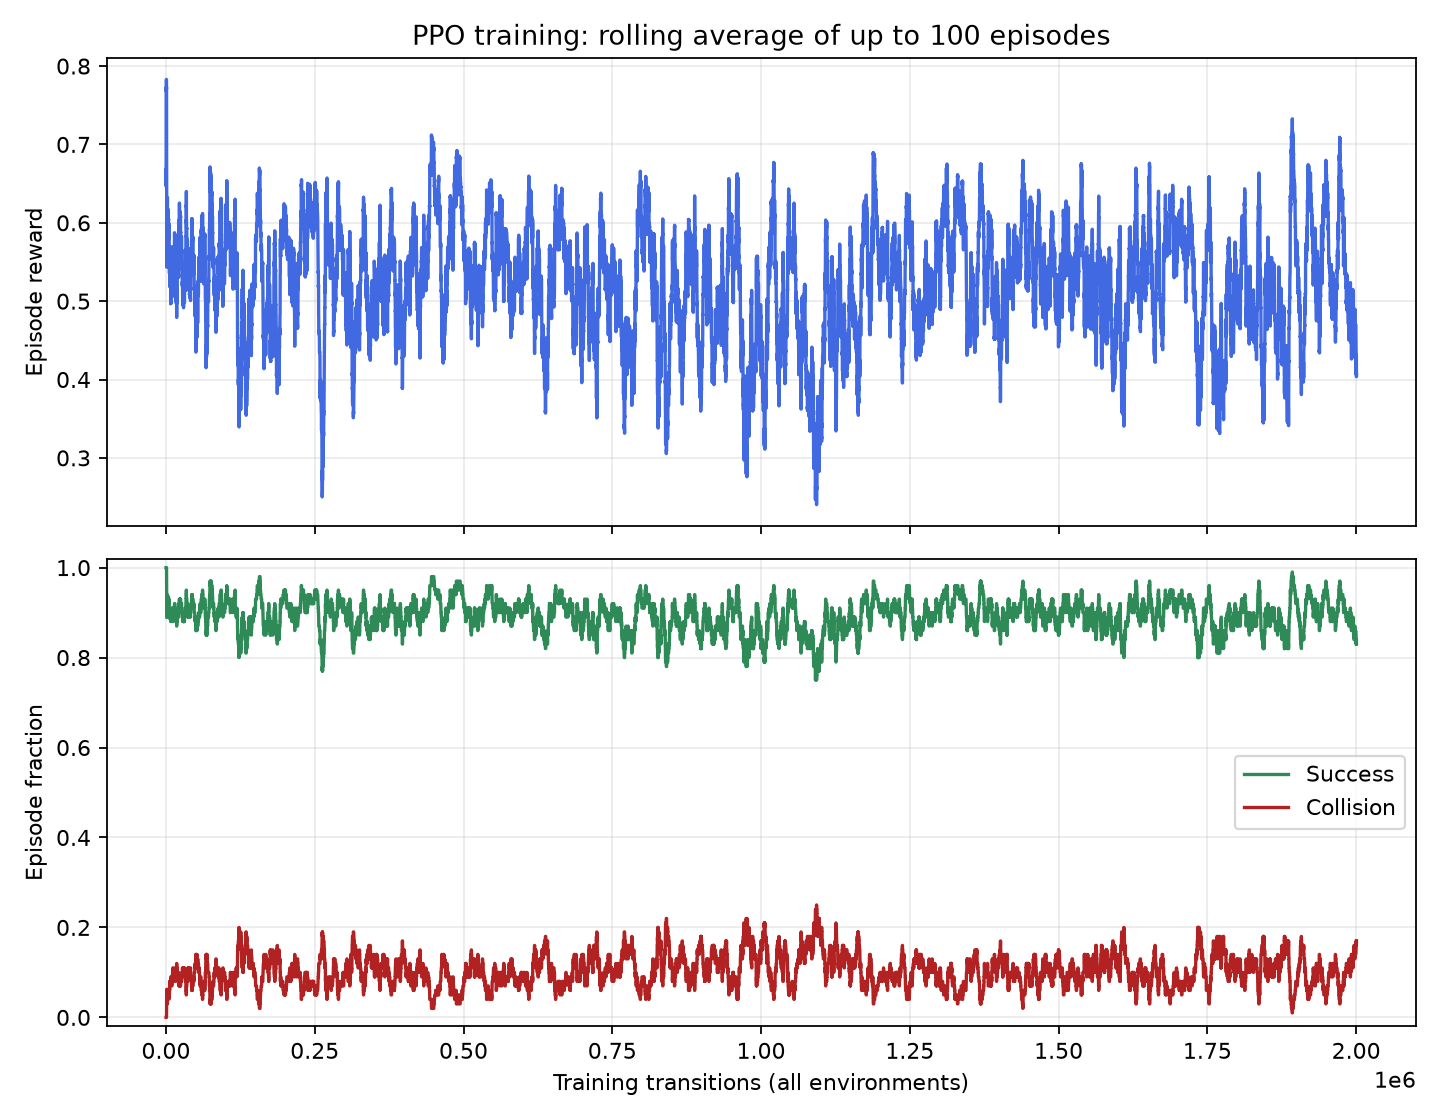 PPO training: rolling average of up to 100 episodes
0.8
0.7
0.6
0.5
0.4
0.3
Episode reward
1.0
0.8
0.6
0.4
0.2
0.0
Episode fraction
Success
Collision
0.00 0.25 0.50 0.75 1.00 1.25 1.50 1.75 2.00
1e6
Training transitions (all environments)